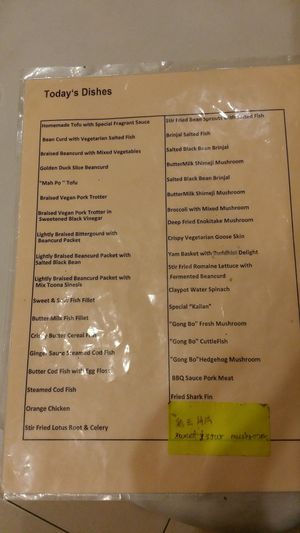 Today's Dishes
Homemade Tofu with Special Fragrant Sauce
Bean Curd with Vegetarian Salted Fish
Braised Beancurd with Mixed Vegetables
Golden Duck Slice Beancurd
"Mah Po" Tofu
Braised Vegan Pork Trotter
Braised Vegan Pork Trotter in
Sweetened Black Vinegar
Lightly Braised Bittergourd with
Beancurd Packet
Lightly Braised Beancurd Packet with
Salted Black Bean
Lightly Braised Beancurd Packet with
Mix Toona Sinesis
Sweet & Sour Fish Fillet
Butter Milk Fish Fillet
Crispy Butter Cereal Fish
Ginger Sauce Steamed Cod Fish
Butter Cod Fish with Egg Floss
Steamed Cod Fish
Orange Chicken
Stir Fried Lotus Root & Celery
Stir Fried Bean Sprouts with Salted Fish
Brinjal Salted Fish
Salted Black Bean Brinjal
ButterMilk Shimeji Mushroom
Salted Black Bean Brinjal
ButterMilk Shimeji Mushroom
Broccoli with Mixed Mushroom
Deep Fried Enokitake Mushroom
Crispy Vegetarian Goose Skin
Yam Basket with Buddhist Delight
Stir Fried Romaine Lettuce with
Fermented Beancurd
Claypot Water Spinach
Special "Kailan"
"Gong Bo" Fresh Mushroom
"Gong Bo" CuttleFish
"Gong Bo" Hedgehog Mushroom
BBQ Sauce Pork Meat
Fried Shark Fin
sweet & sour mushroom